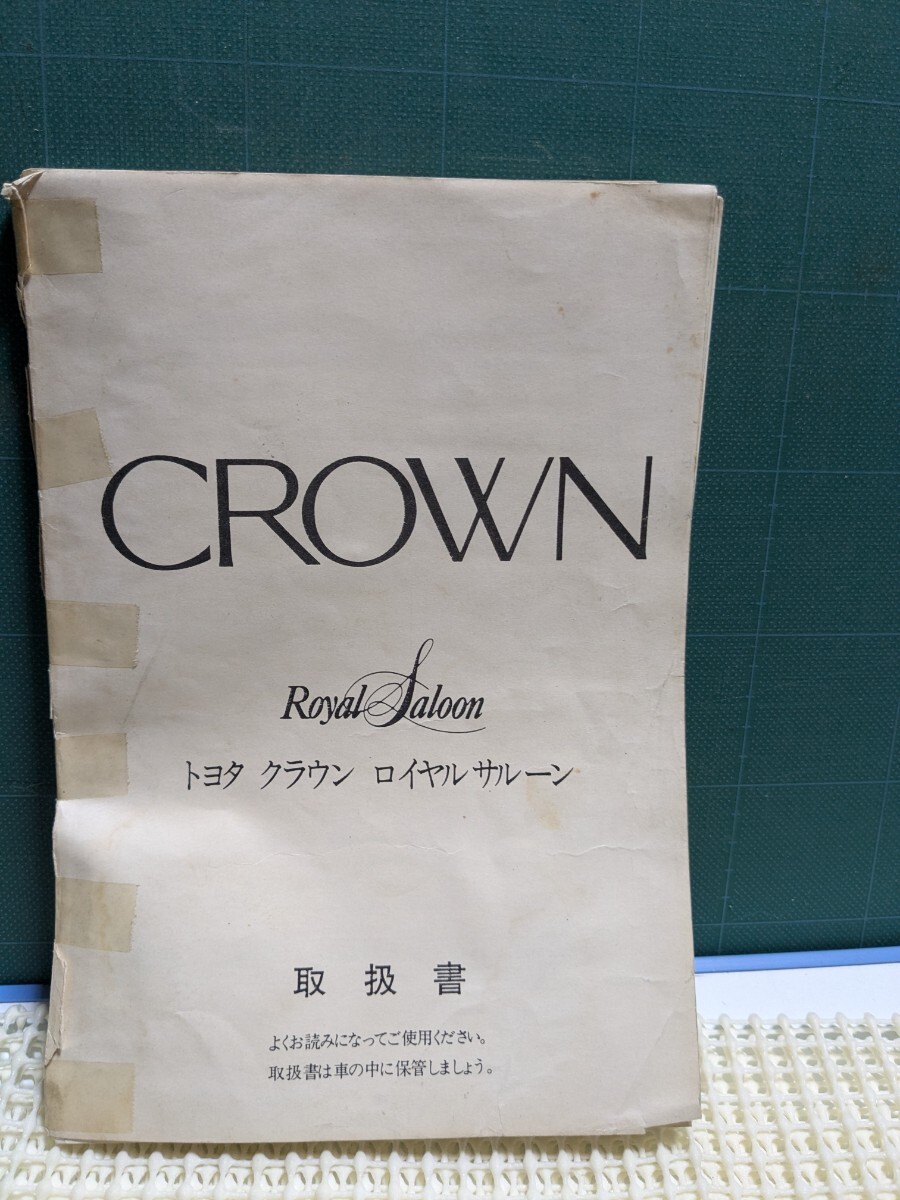 CROWN
Royal Saloon
トヨタ クラウン ロイヤルサルーン
取扱書
よくお読みになってご使用ください。
取扱書は車の中に保管しましょう。